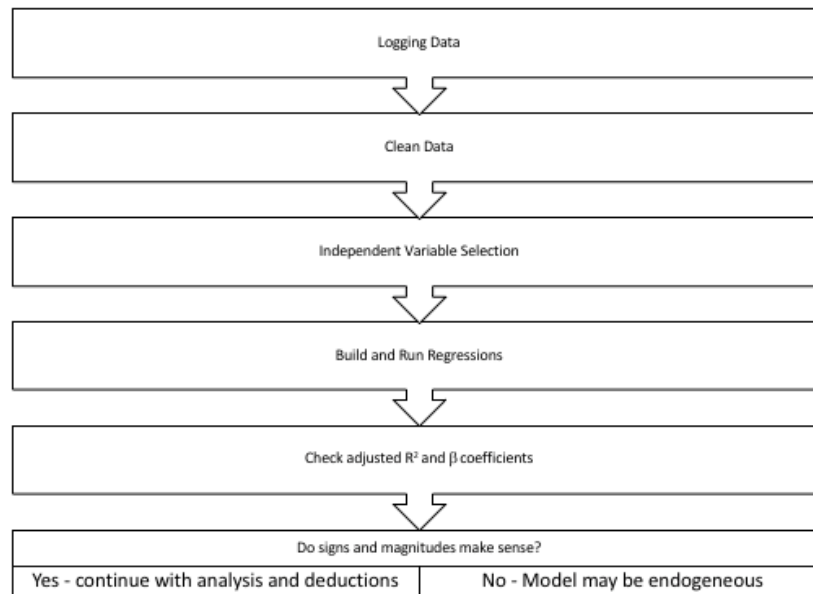 Logging Data
Clean Data
Independent Variable Selection
Build and Run Regressions
Check adjusted R² and β coefficients
Do signs and magnitudes make sense?
Yes - continue with analysis and deductions
No - Model may be endogeneous